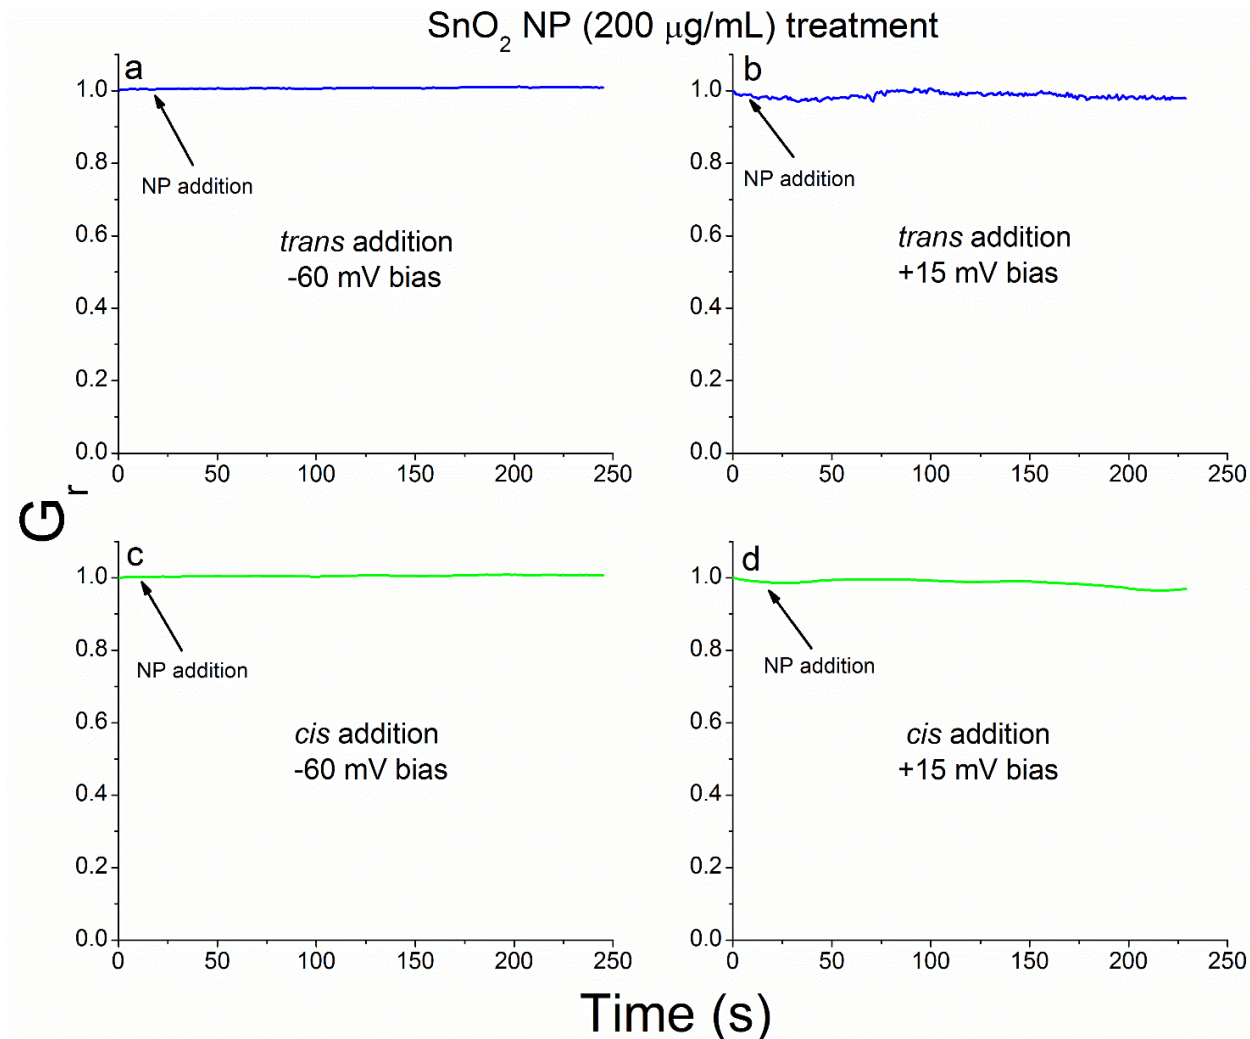 SnO2 NP (200 μg/mL) treatment
a
1.0
0.8
0.6
0.4
0.2
0.0
NP addition
trans addition
-60 mV bias
0 50 100 150 200 250
b
1.0
0.8
0.6
0.4
0.2
0.0
NP addition
trans addition
+15 mV bias
0 50 100 150 200 250
Gr
c
1.0
0.8
0.6
0.4
0.2
0.0
NP addition
cis addition
-60 mV bias
0 50 100 150 200 250
d
1.0
0.8
0.6
0.4
0.2
0.0
NP addition
cis addition
+15 mV bias
0 50 100 150 200 250
Time (s)